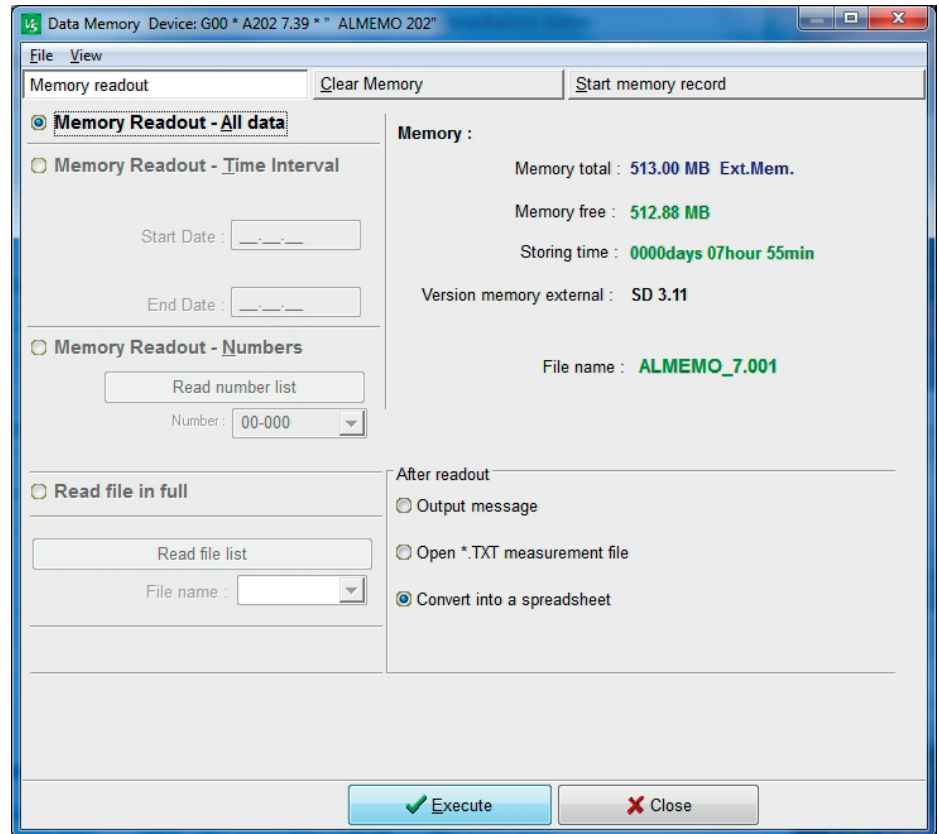 Data Memory Device: G00 * A202 7.39 * " ALMEMO 202"
File View
Memory readout
Clear Memory
Start memory record
Memory Readout - All data
Memory Readout - Time Interval
Start Date : __.__.__
End Date : __.__.__
Memory Readout - Numbers
Read number list
Number : 00-000
Read file in full
Read file list
File name :
Memory :
Memory total : 513.00 MB Ext.Mem.
Memory free : 512.88 MB
Storing time : 0000days 07hour 55min
Version memory external : SD 3.11
File name : ALMEMO_7.001
After readout
Output message
Open *.TXT measurement file
Convert into a spreadsheet
Execute
Close